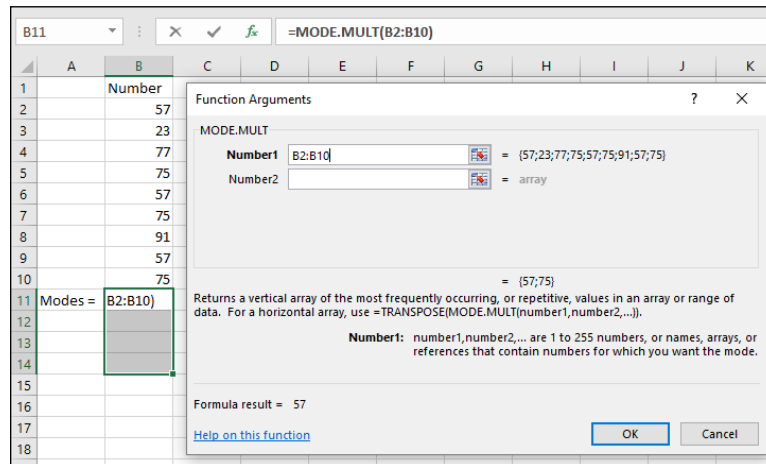 B11 fx =MODE.MULT(B2:B10)
A B C D E F G H I J K
1 Number
2 57
3 23
4 77
5 75
6 57
7 75
8 91
9 57
10 75
11 Modes = B2:B10)
12
13
14
15
16
17
18
Function Arguments ? X
MODE.MULT
Number1 B2:B10 = {57;23;77;75;57;75;91;57;75}
Number2 = array
= {57;75}
Returns a vertical array of the most frequently occurring, or repetitive, values in an array or range of
data. For a horizontal array, use =TRANSPOSE(MODE.MULT(number1,number2,...)).
Number1: number1,number2,... are 1 to 255 numbers, or names, arrays, or
references that contain numbers for which you want the mode.
Formula result = 57
Help on this function OK Cancel